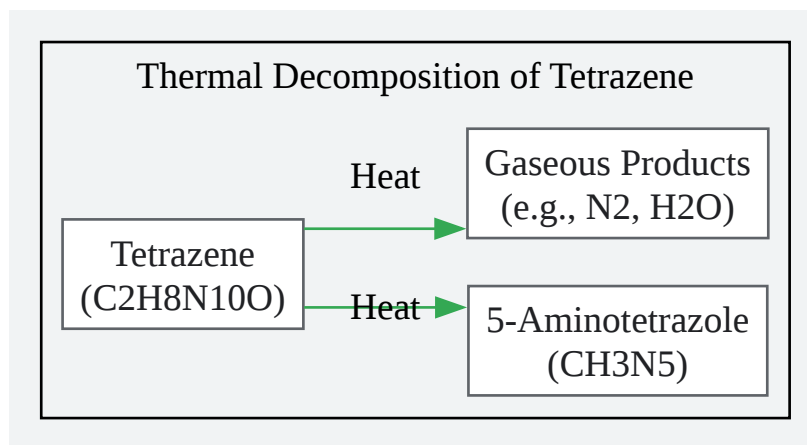 Thermal Decomposition of Tetrazene
Heat
Gaseous Products
(e.g., N2, H2O)
Tetrazene
(C2H8N10O)
Heat
5-Aminotetrazole
(CH3N5)